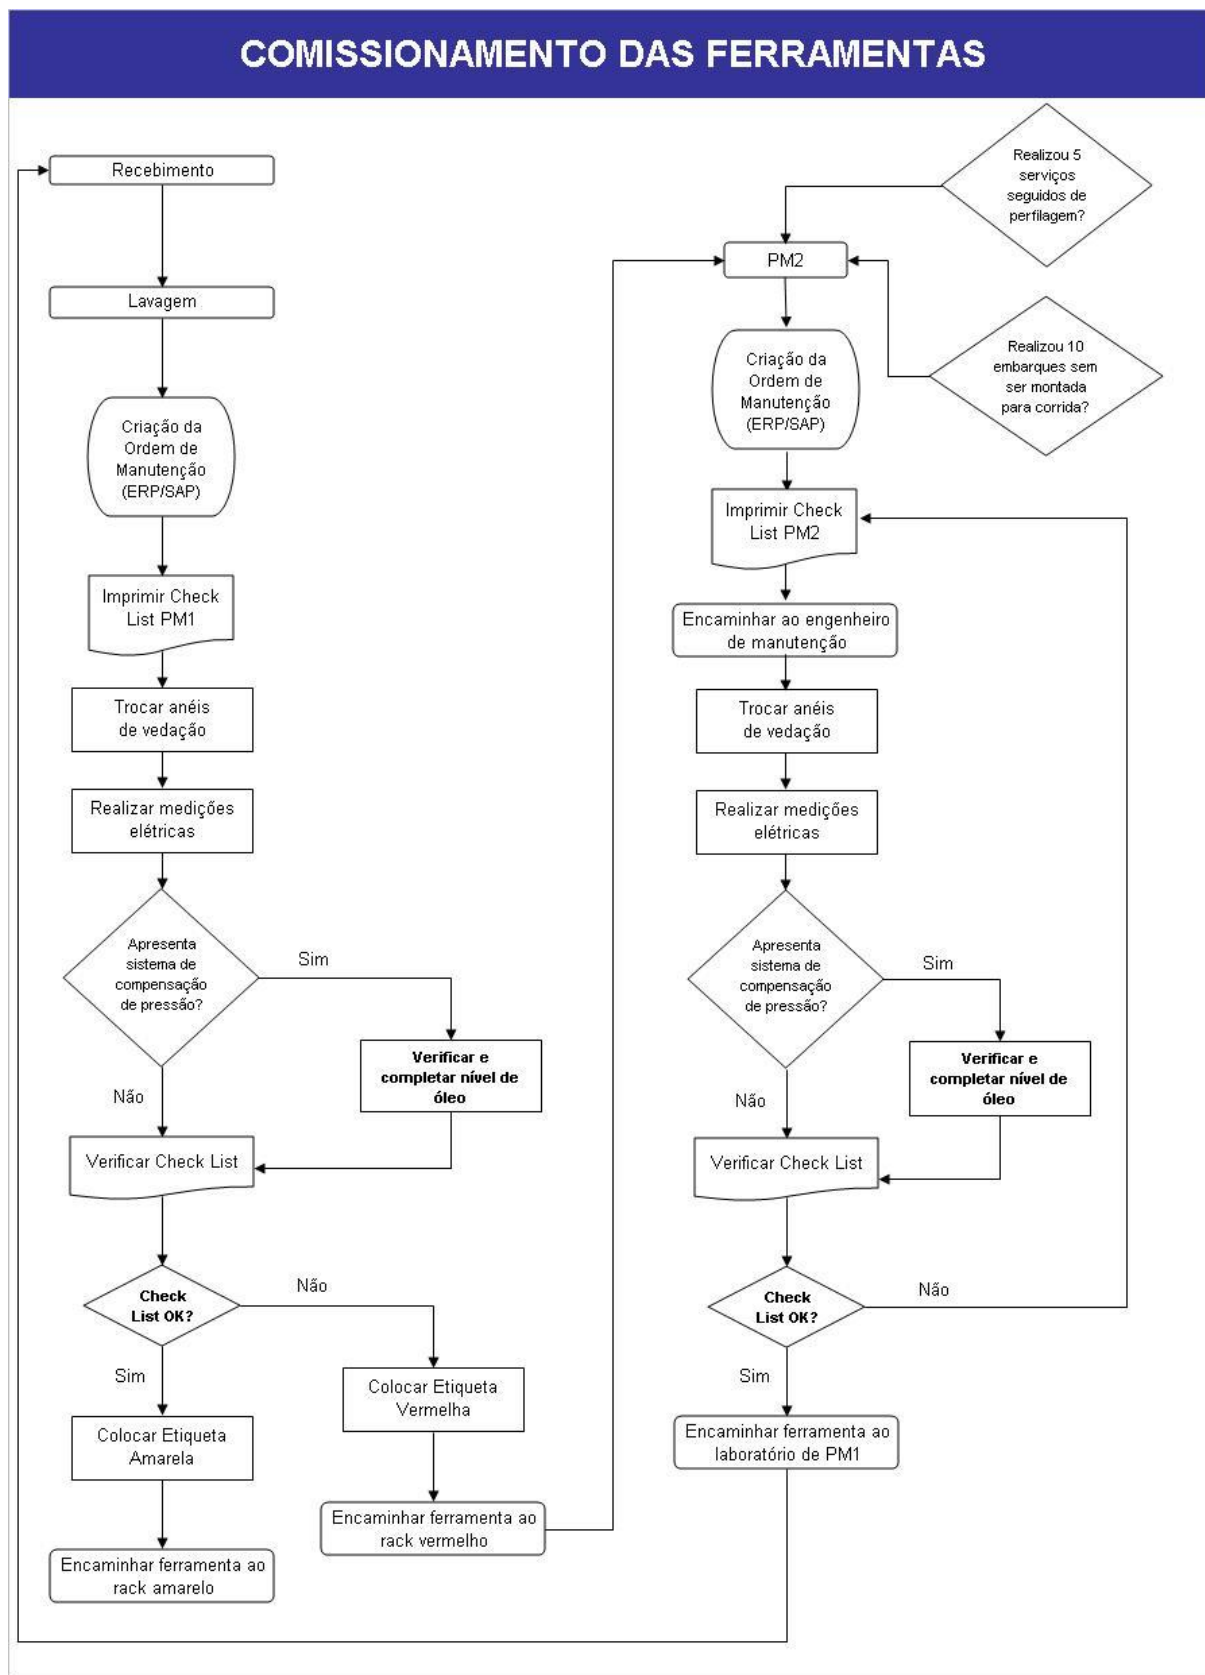 COMISSIONAMENTO DAS FERRAMENTAS
Recebimento
Lavagem
Criação da
Ordem de
Manutenção
(ERP/SAP)
Imprimir Check
List PM1
Trocar anéis
de vedação
Realizar medições
elétricas
Apresenta
sistema de
compensação
de pressão?
Sim
Verificar e
completar nível de
óleo
Não
Verificar Check List
Check
List OK?
Não
Colocar Etiqueta
Vermelha
Encaminhar ferramenta ao
rack vermelho
Sim
Colocar Etiqueta
Amarela
Encaminhar ferramenta ao
rack amarelo
Realizou 5
serviços
seguidos de
perfilagem?
PM2
Realizou 10
embarques sem
ser montada
para corrida?
Criação da
Ordem de
Manutenção
(ERP/SAP)
Imprimir Check
List PM2
Encaminhar ao engenheiro
de manutenção
Trocar anéis
de vedação
Realizar medições
elétricas
Apresenta
sistema de
compensação
de pressão?
Sim
Verificar e
completar nível de
óleo
Não
Verificar Check List
Check
List OK?
Não
Sim
Encaminhar ferramenta ao
laboratório de PM1